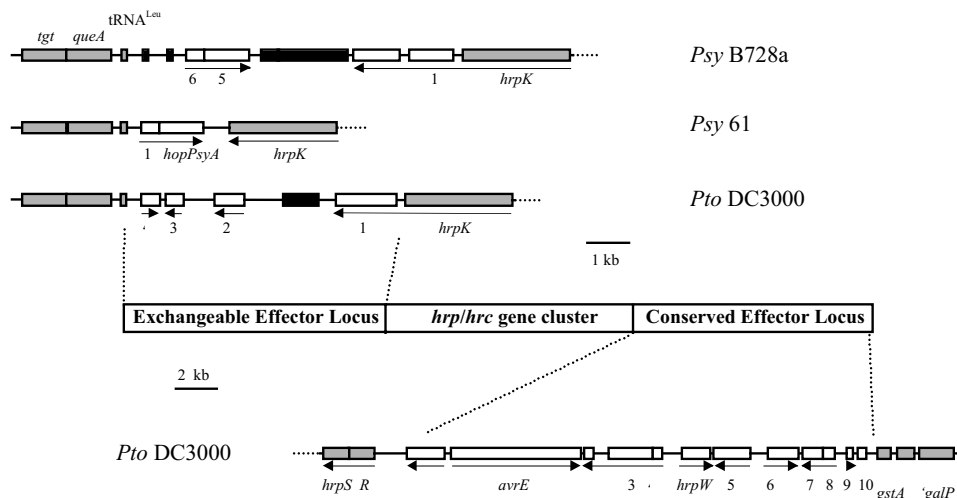 tRNA^Leu
tgt queA
Psy B728a
6 5 1 hrpK
Psy 61
1 hopPsyA hrpK
Pto DC3000
3 2 1 hrpK
1 kb
Exchangeable Effector Locus hrp/hrc gene cluster Conserved Effector Locus
2 kb
Pto DC3000
hrpS R avrE 3 hrpW 5 6 7 8 9 10 gstA 'galP